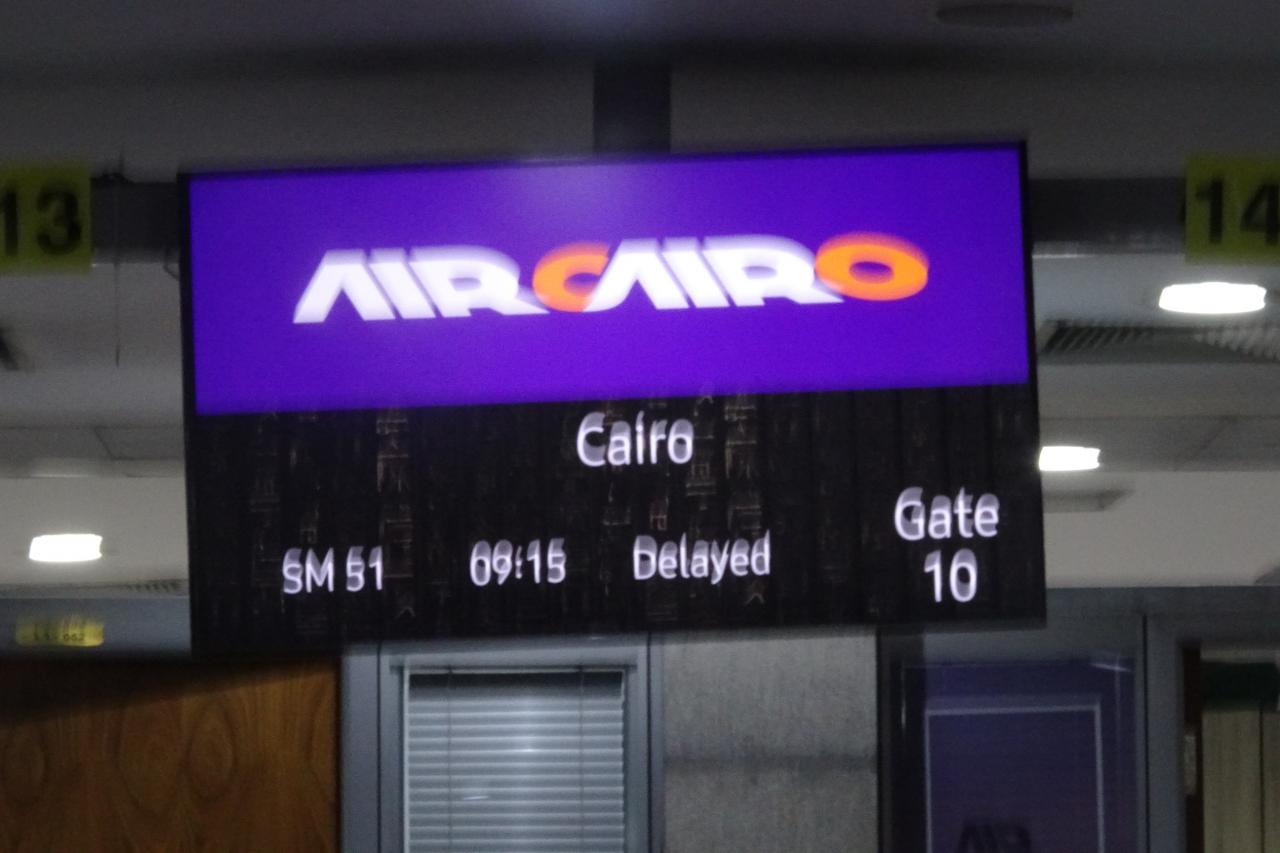 13
14
AIRCAIRO
Cairo
Gate
SM 51 09:15 Delayed
10